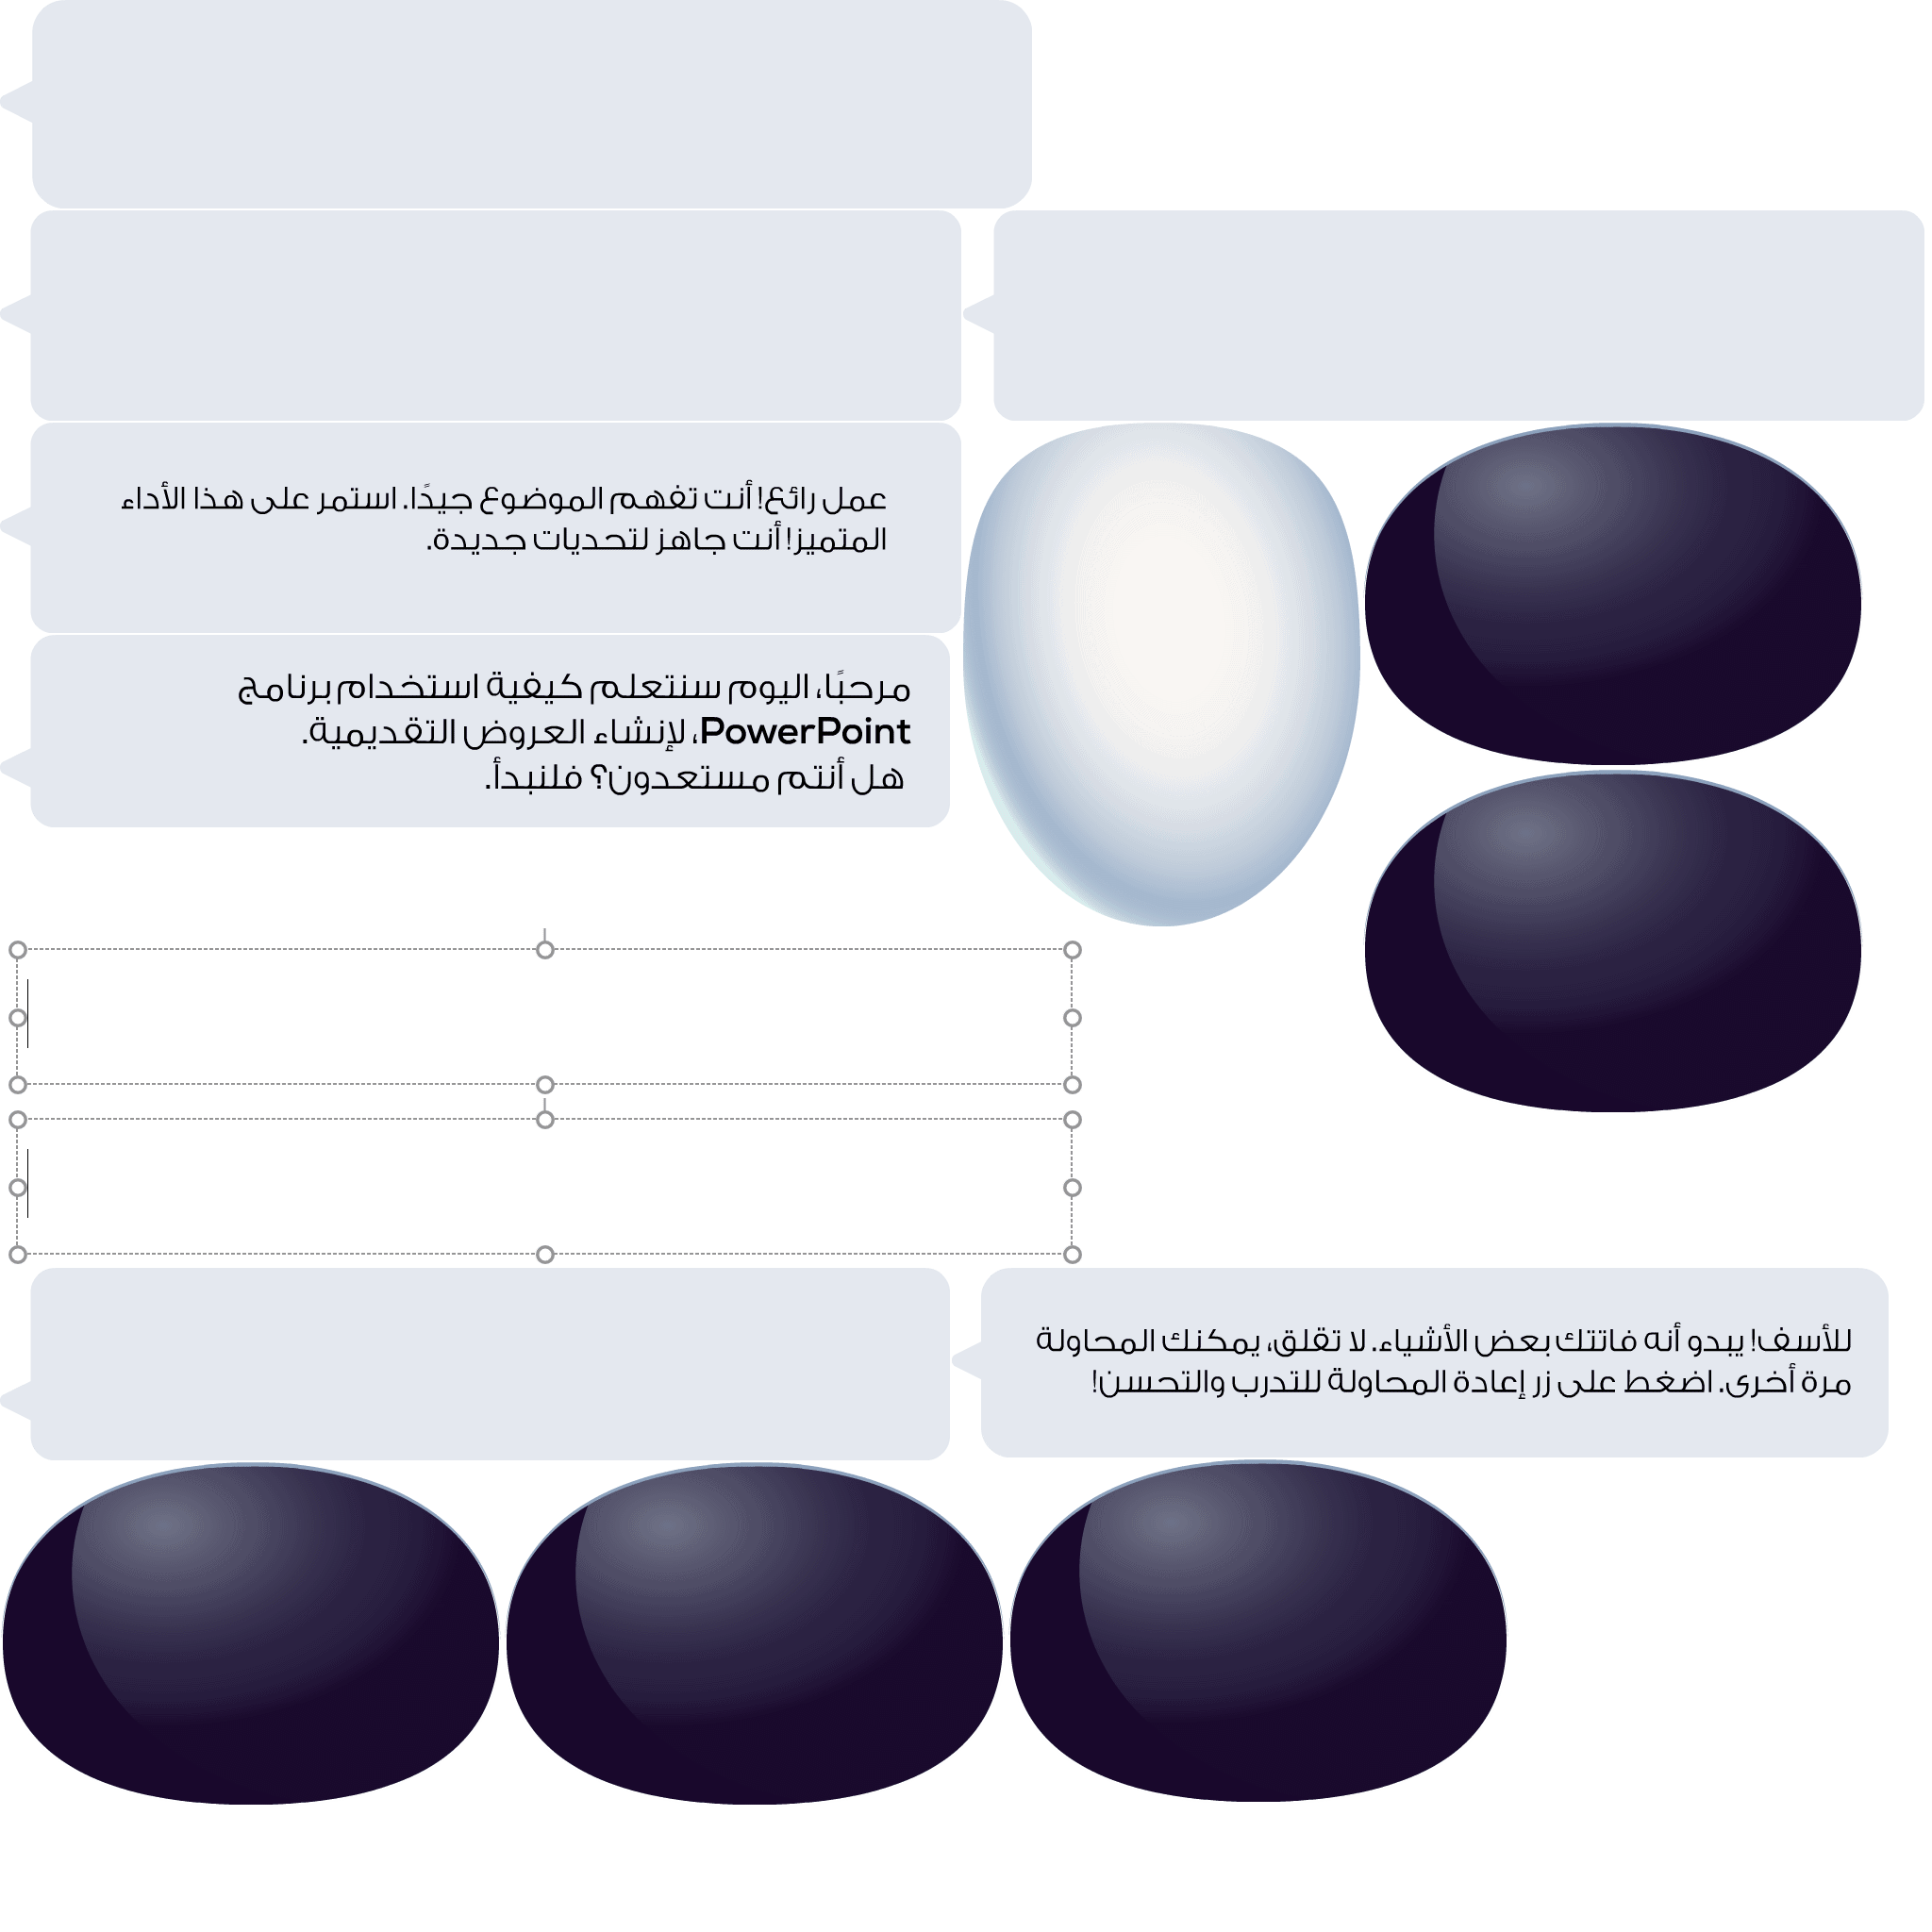 عمل رائع! أنت تفهم الموضوع جيدًا. استمر على هذا الأداء
المتميز! أنت جاهز لتحديات جديدة.
مرحبًا، اليوم سنتعلم كيفية استخدام برنامج
PowerPoint، لإنشاء العروض التقديمية.
هل أنتم مستعدون؟ فلنبدأ.
للأسف! يبدو أنه فاتتك بعض الأشياء. لا تقلق، يمكنك المحاولة
مرة أخرى. اضغط على زر إعادة المحاولة للتدرب والتحسن!